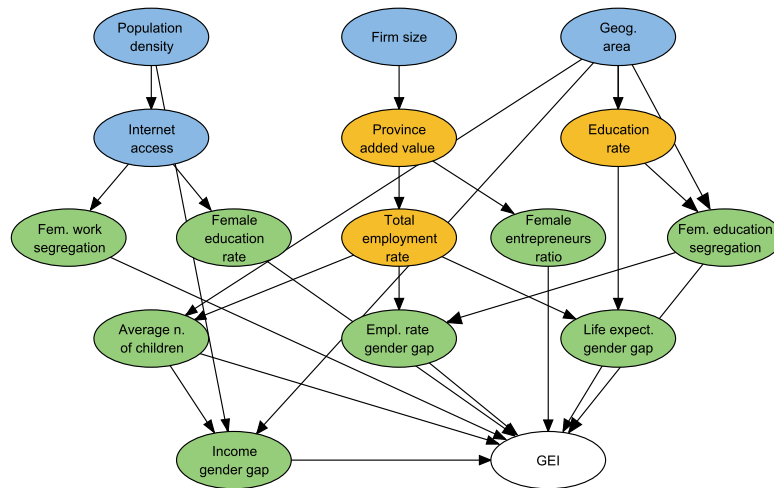 Population
density
Firm size
Geog.
area
Internet
access
Province
added value
Education
rate
Fem. work
segregation
Female
education
rate
Total
employment
rate
Female
entrepreneurs
ratio
Fem. education
segregation
Average n.
of children
Empl. rate
gender gap
Life expect.
gender gap
Income
gender gap
GEI